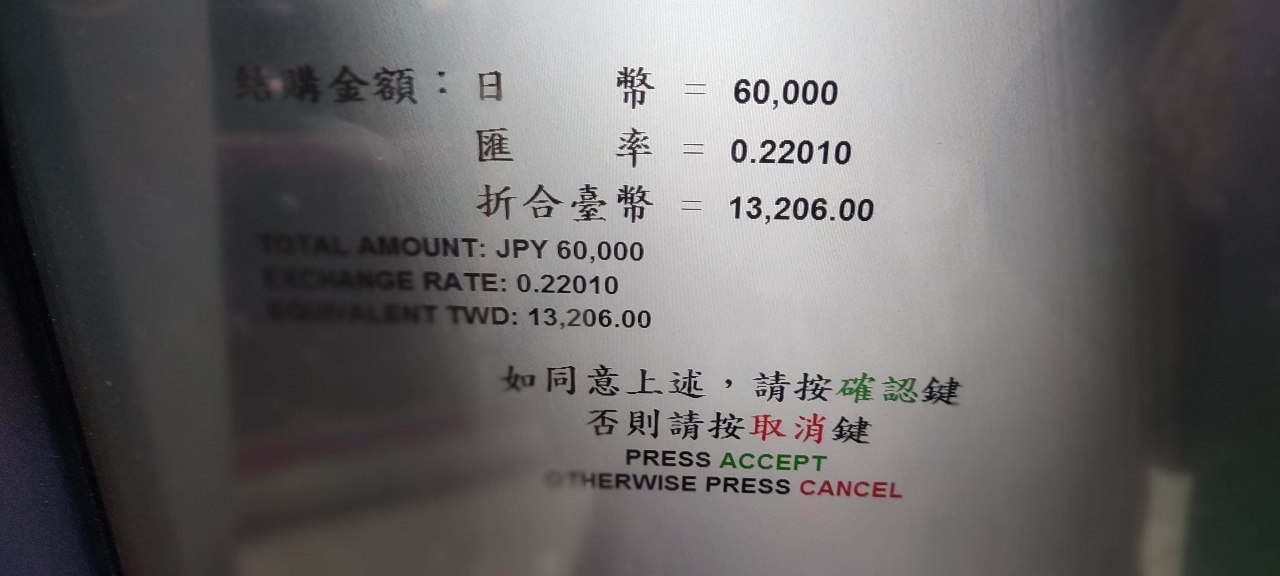 結購金額：日 幣 = 60,000
匯 率 = 0.22010
折合臺幣 = 13,206.00
TOTAL AMOUNT: JPY 60,000
EXCHANGE RATE: 0.22010
EQUIVALENT TWD: 13,206.00
如同意上述，請按確認鍵
否則請按取消鍵
PRESS ACCEPT
OTHERWISE PRESS CANCEL